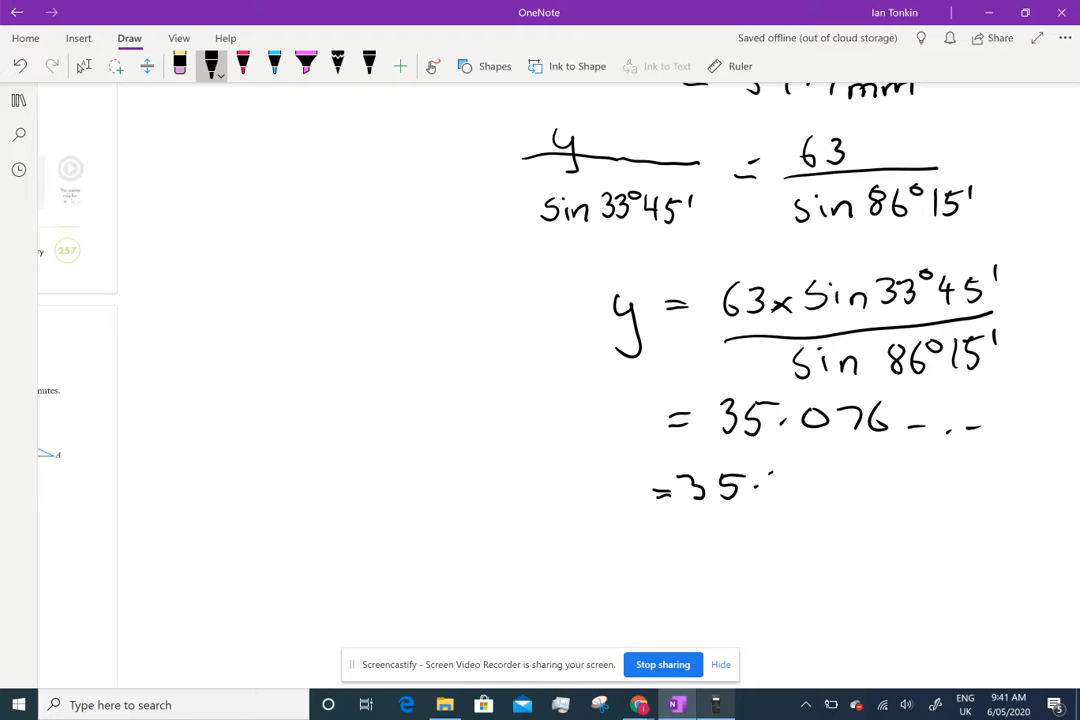 OneNote
Ian Tonkin
Home Insert Draw View Help
Saved offline (out of cloud storage)
Share
Shapes
Ink to Shape
Ink to Text
Ruler
y / sin 33°45' = 63 / sin 86°15'
y = 63 x sin 33°45' / sin 86°15'
= 35.076 - . . -
= 35.
257
nutes.
A
Screencastify - Screen Video Recorder is sharing your screen.
Stop sharing
Hide
Type here to search
ENG
UK
9:41 AM
6/05/2020
5